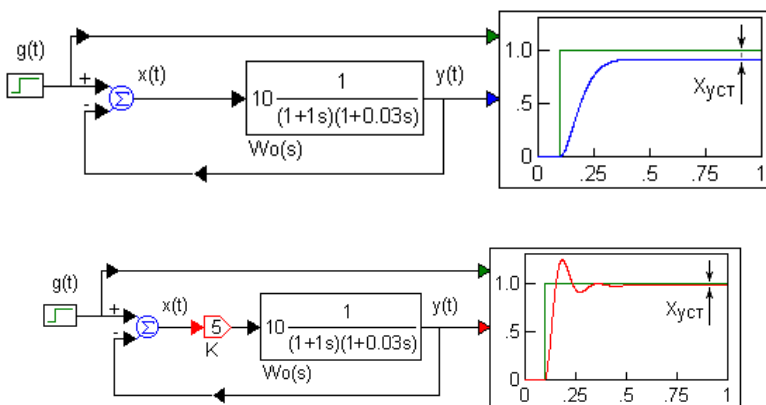 g(t)
+
x(t)
Σ
-
10 1
(1+1s)(1+0.03s)
Wo(s)
y(t)
1.0
.5
0
Xуст
0 .25 .5 .75 1
g(t)
+
x(t)
Σ
-
5
K
10 1
(1+1s)(1+0.03s)
Wo(s)
y(t)
1.0
.5
0
Xуст
0 .25 .5 .75 1